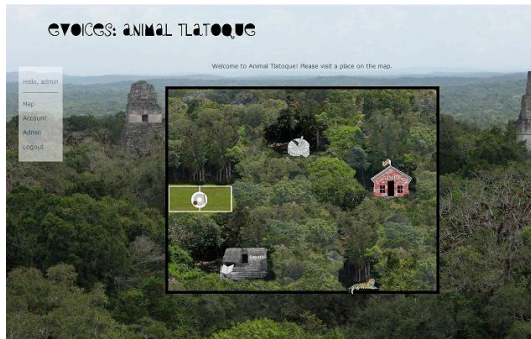 eVOICES: ANIMAL TLATOQUE
Welcome to Animal Tlatoque! Please visit a place on the map.
Hello, admin
Map
Account
Admin
Logout